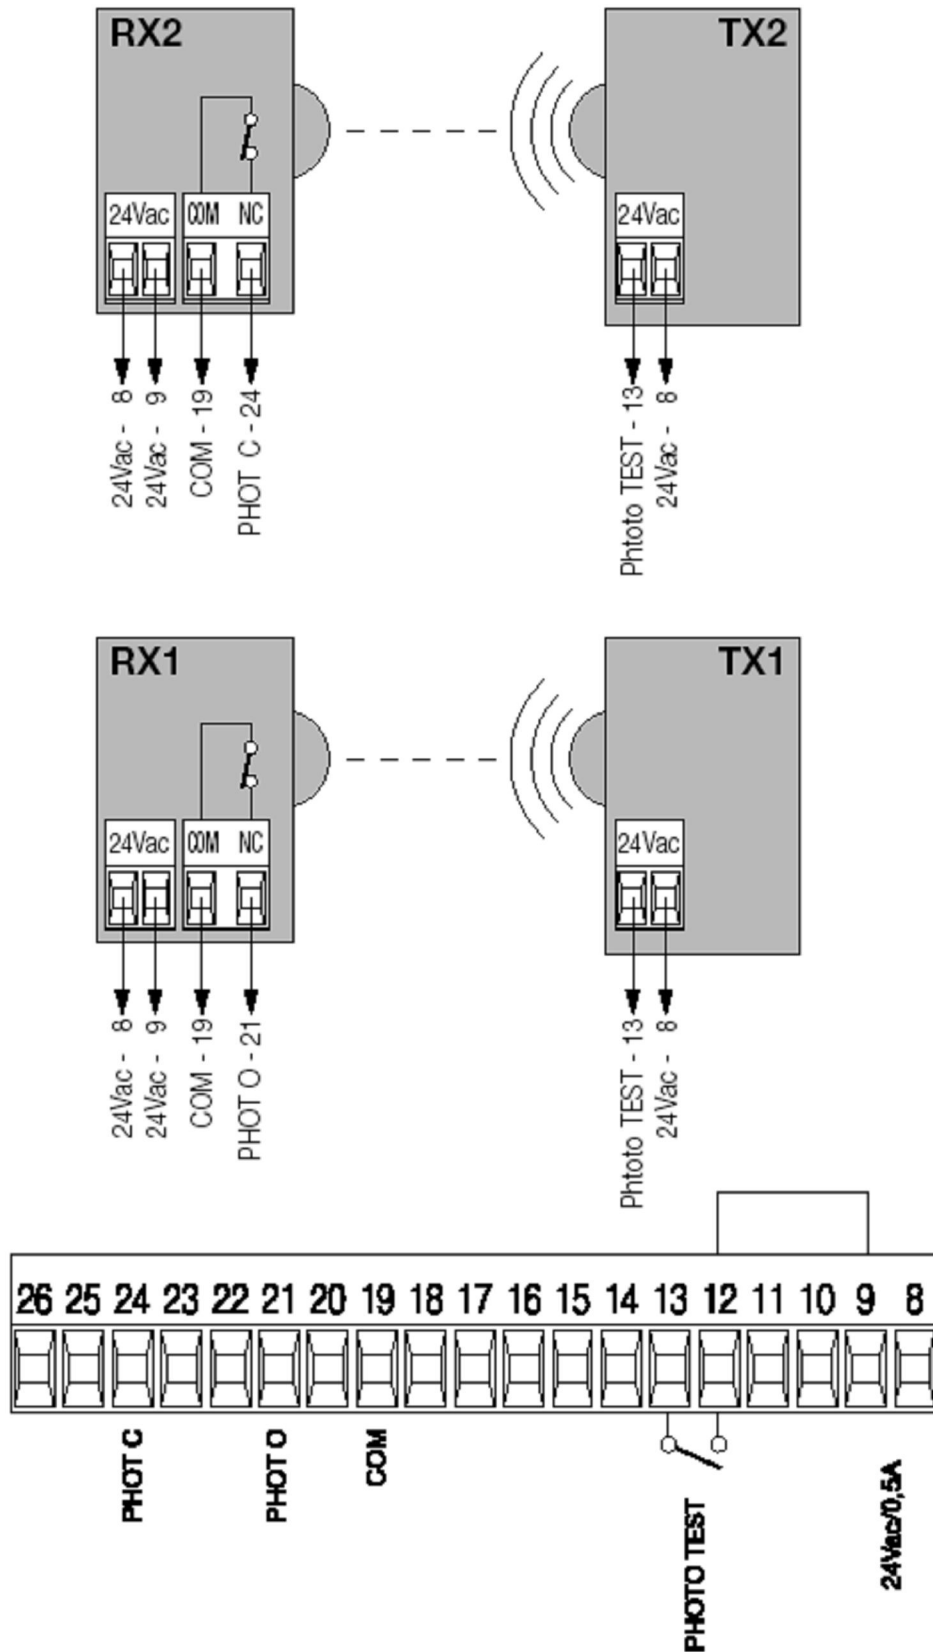 RX2
TX2
24Vac COM NC
24Vac
24Vac - 8
24Vac - 9
COM - 19
PHOT C - 24
Phtoto TEST - 13
24Vac - 8
RX1
TX1
24Vac COM NC
24Vac
24Vac - 8
24Vac - 9
COM - 19
PHOT O - 21
Phtoto TEST - 13
24Vac - 8
26 25 24 23 22 21 20 19 18 17 16 15 14 13 12 11 10 9 8
PHOT C
PHOT O
COM
PHOTO TEST
24Vac/0,5A